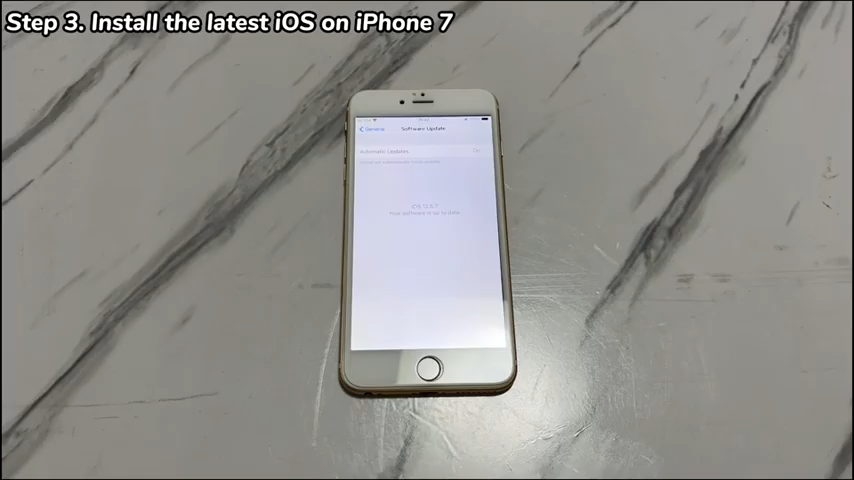 Step 3. Install the latest iOS on iPhone 7
General
Software Update
Automatic Updates
Your software is up to date